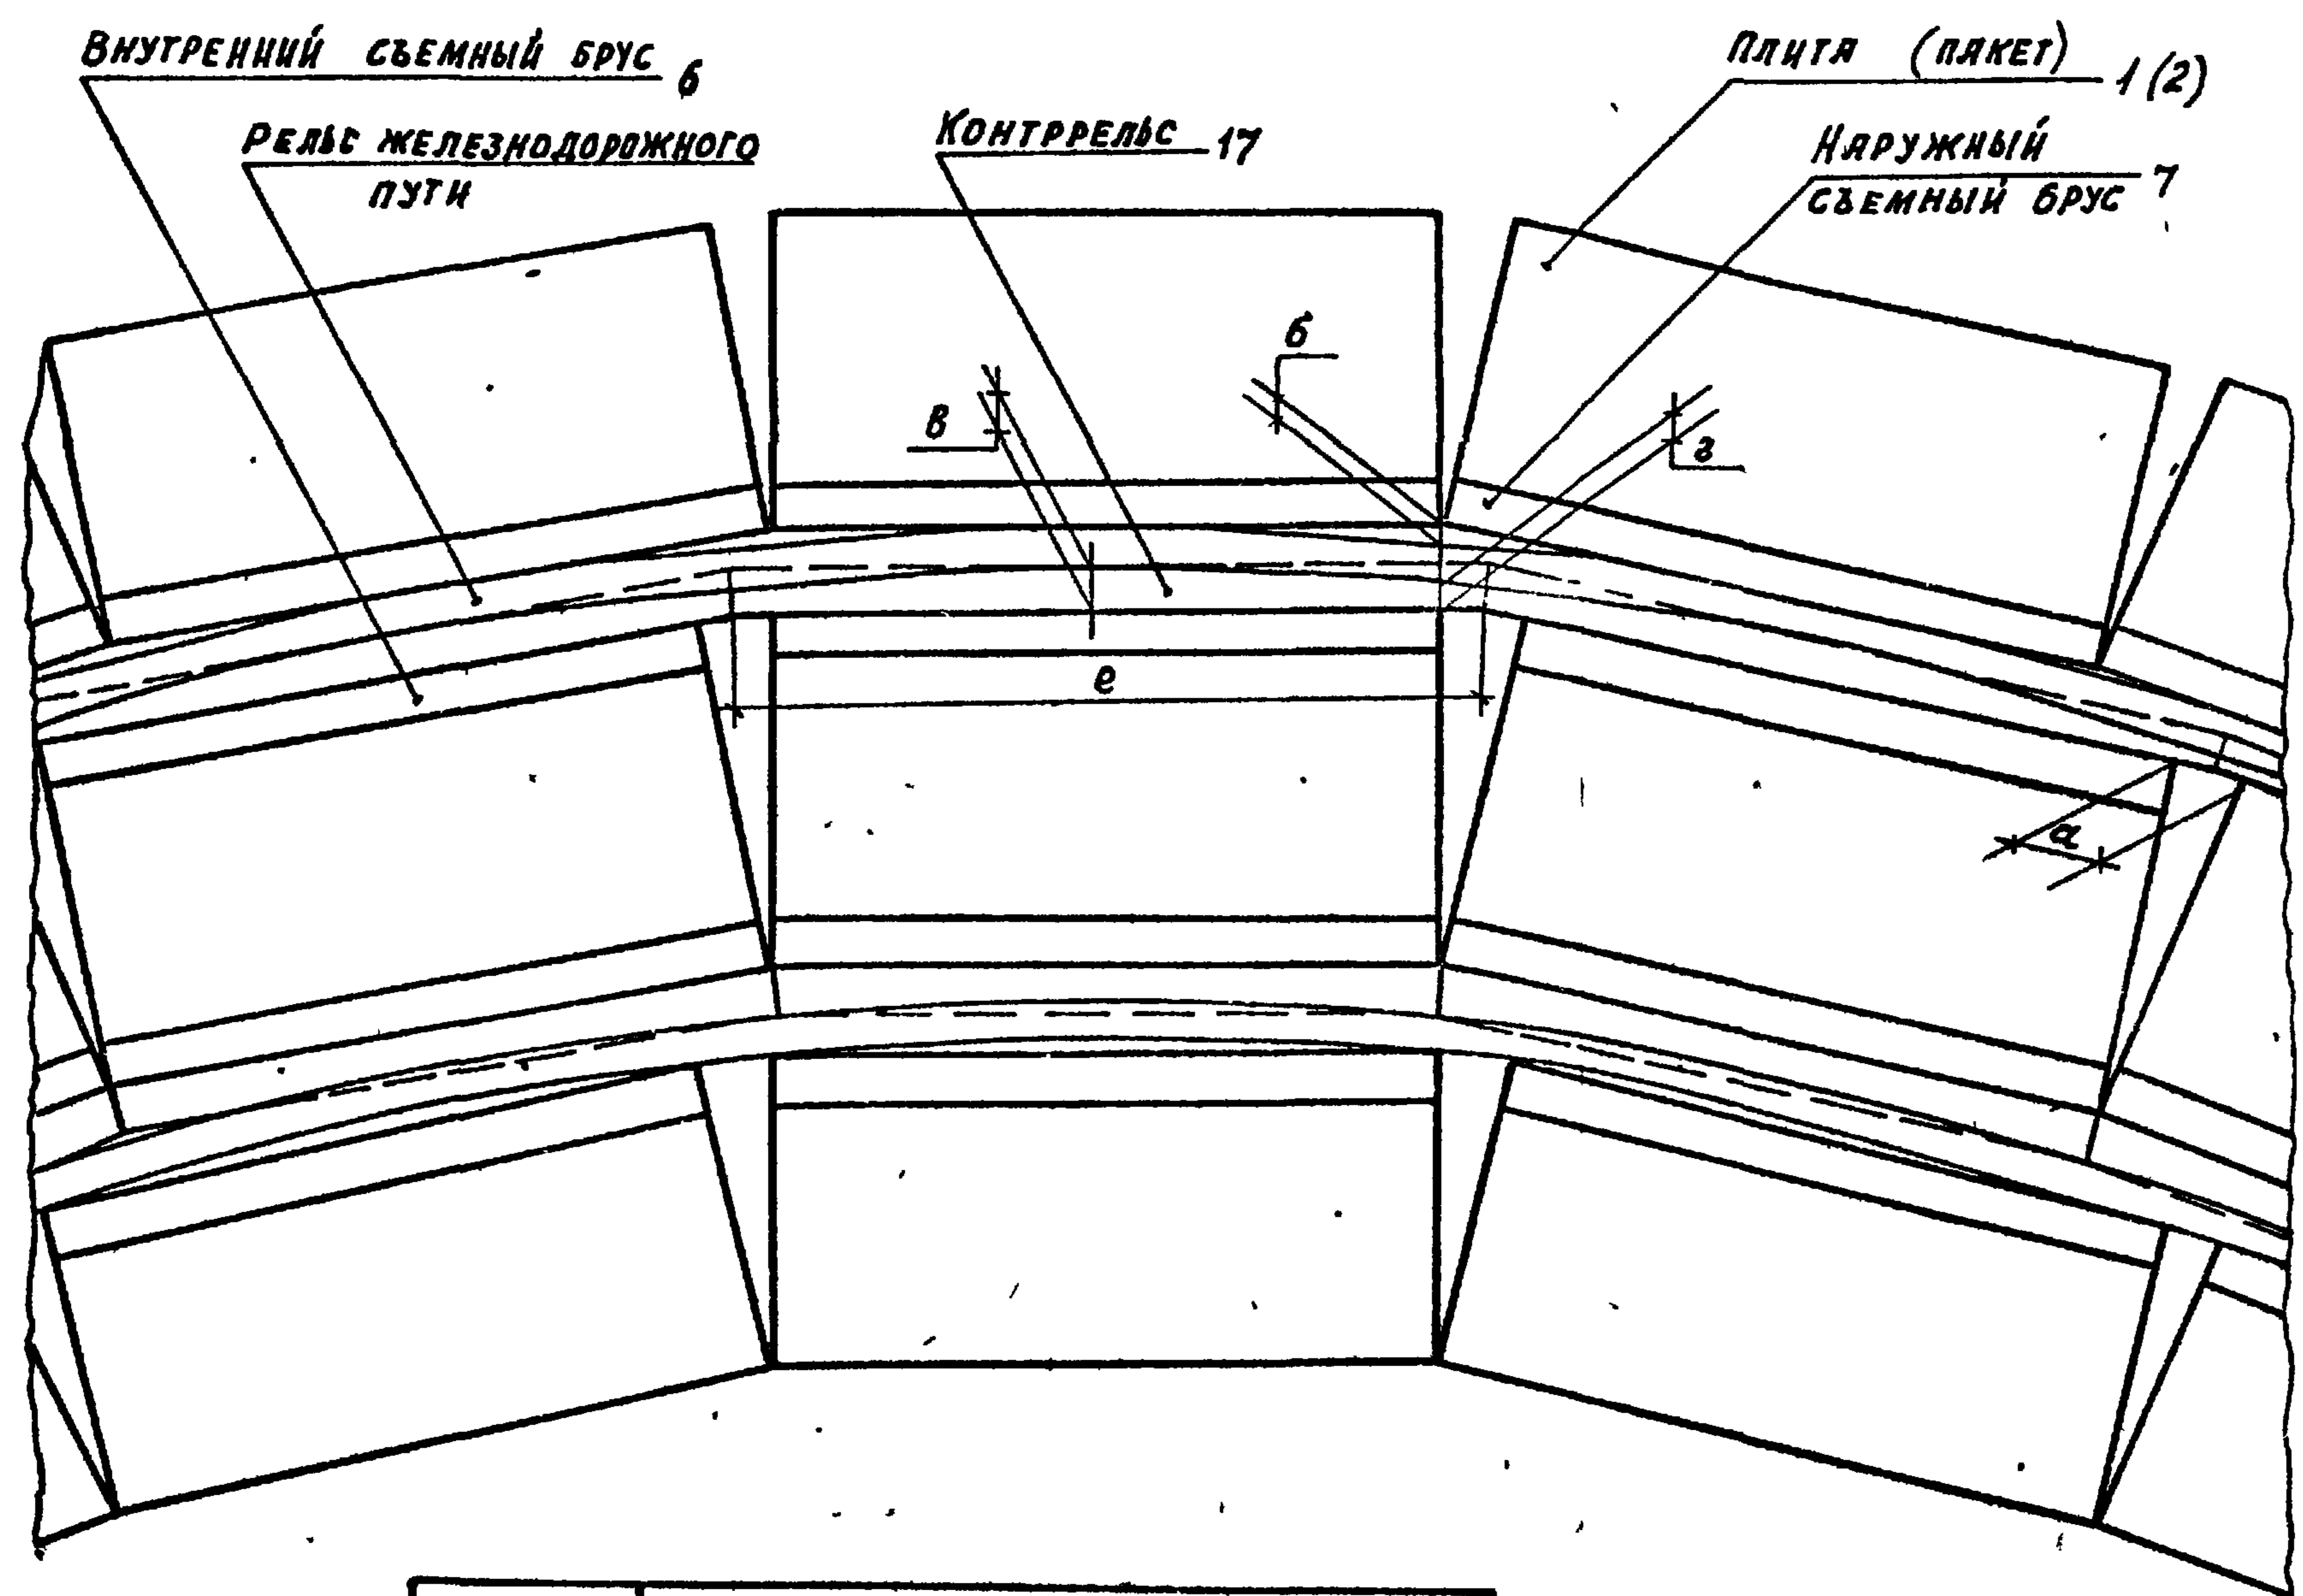 Внутренний съемный брус 6
Плита (пакет) 1 (2)
Рельс железнодорожного
пути
Контррельс 17
Наружный
съемный брус 7
б
в
г
е
а